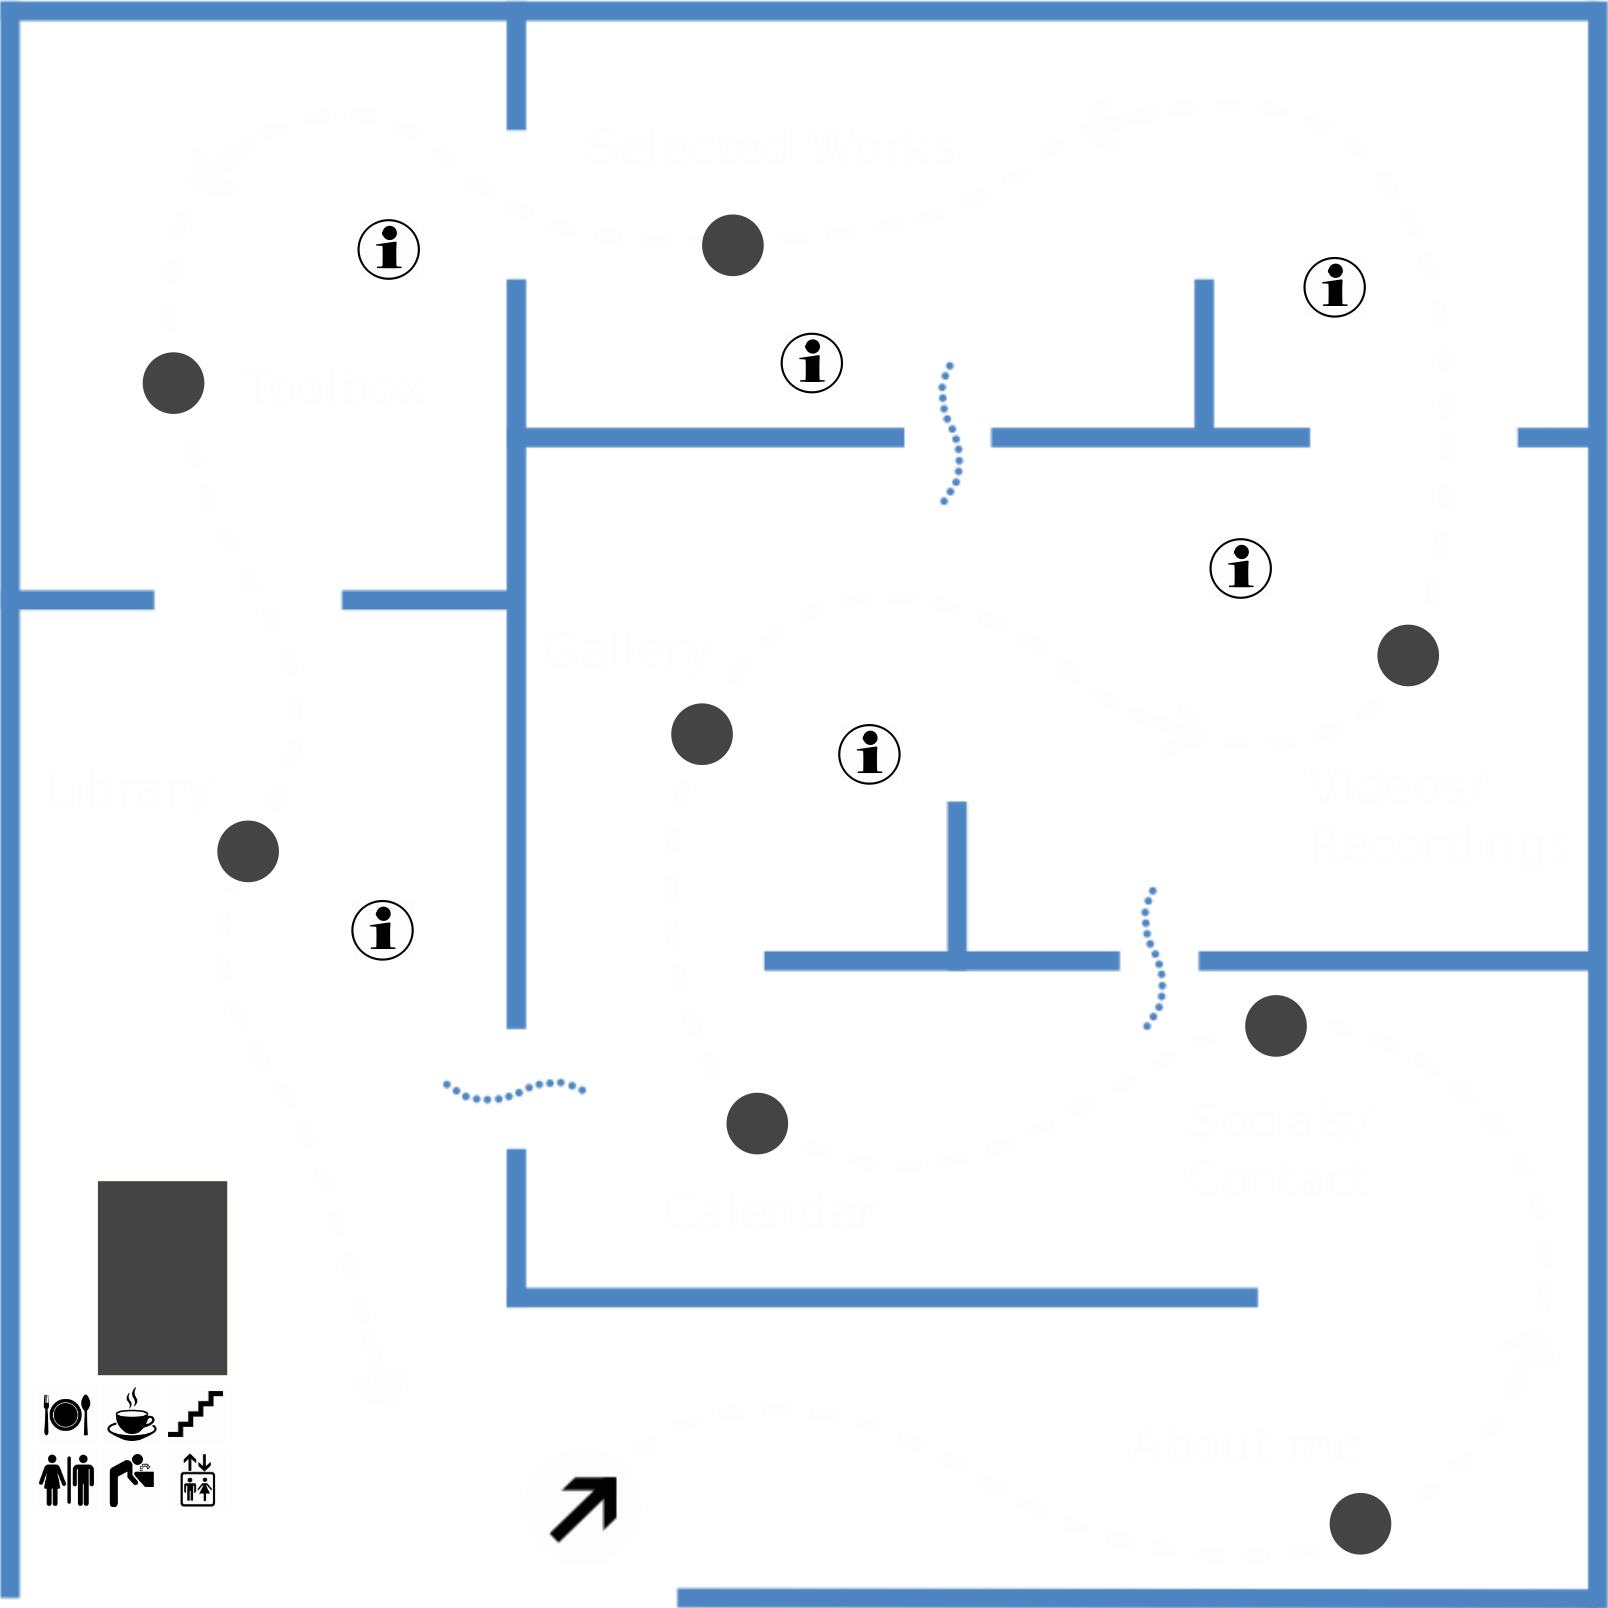 Selected Works
Toolbox
Gallery
Library
Videos/
Recordings
Socials/
Contact
Calendar
About me